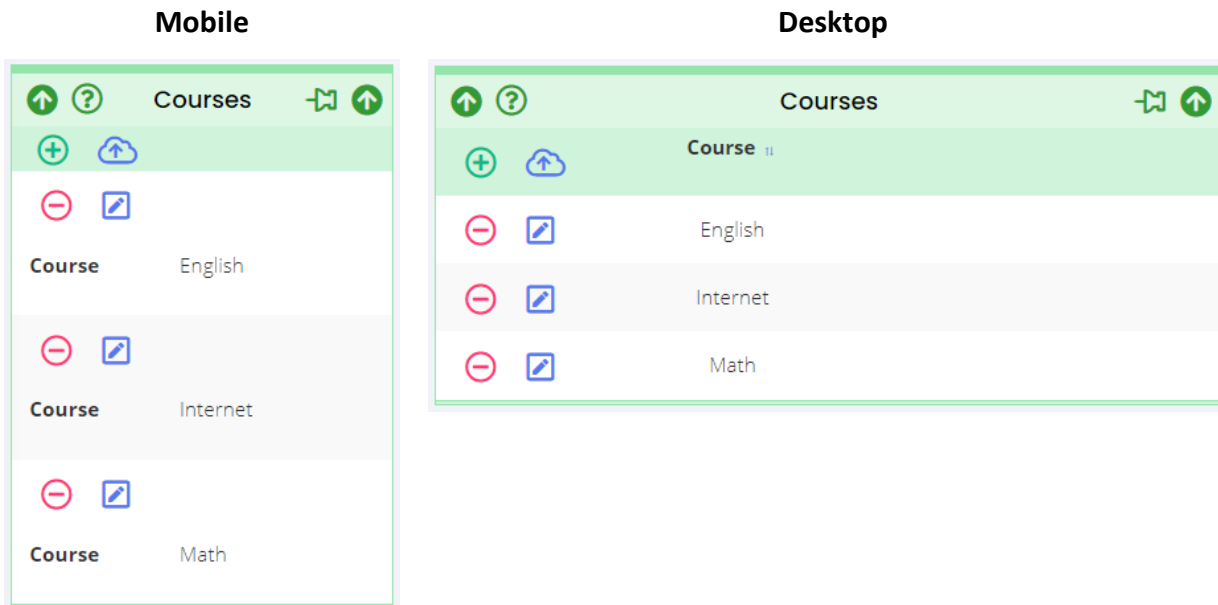 Mobile
Desktop
Courses
Course English
Course Internet
Course Math
Courses
Course
English
Internet
Math